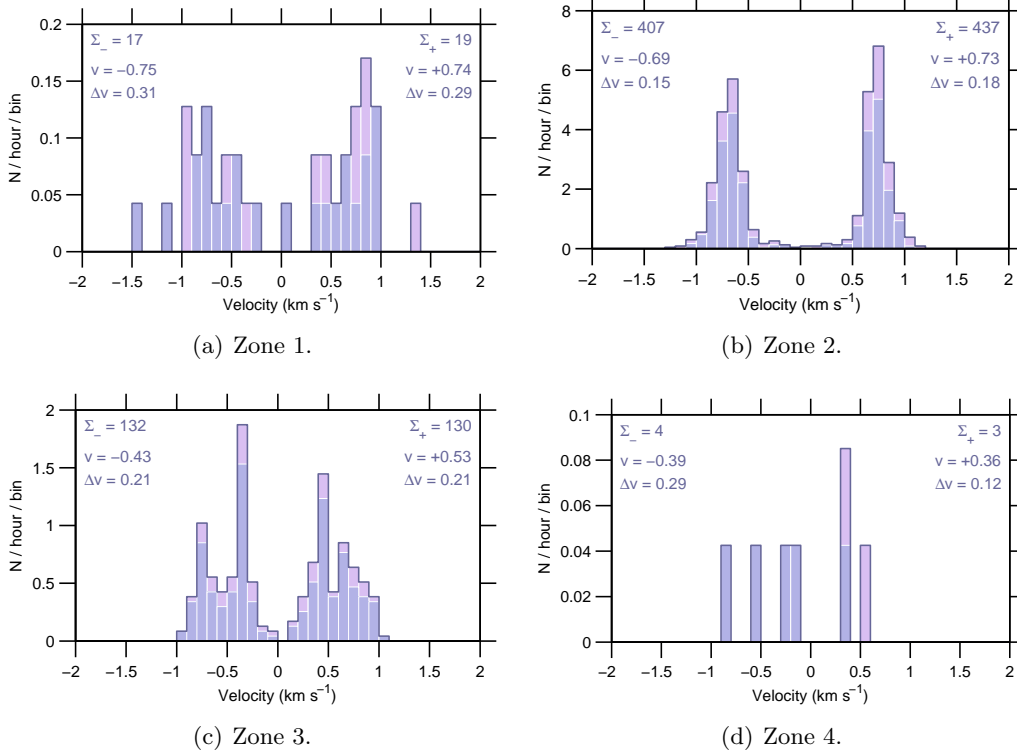 0.2
0.15
0.1
0.05
0
N / hour / bin
Σ− = 17
v = −0.75
Δv = 0.31
Σ+ = 19
v = +0.74
Δv = 0.29
−2 −1.5 −1 −0.5 0 0.5 1 1.5 2
Velocity (km s−1)
(a) Zone 1.
8
6
4
2
0
N / hour / bin
Σ− = 407
v = −0.69
Δv = 0.15
Σ+ = 437
v = +0.73
Δv = 0.18
−2 −1.5 −1 −0.5 0 0.5 1 1.5 2
Velocity (km s−1)
(b) Zone 2.
2
1.5
1
0.5
0
N / hour / bin
Σ− = 132
v = −0.43
Δv = 0.21
Σ+ = 130
v = +0.53
Δv = 0.21
−2 −1.5 −1 −0.5 0 0.5 1 1.5 2
Velocity (km s−1)
(c) Zone 3.
0.1
0.08
0.06
0.04
0.02
0
N / hour / bin
Σ− = 4
v = −0.39
Δv = 0.29
Σ+ = 3
v = +0.36
Δv = 0.12
−2 −1.5 −1 −0.5 0 0.5 1 1.5 2
Velocity (km s−1)
(d) Zone 4.